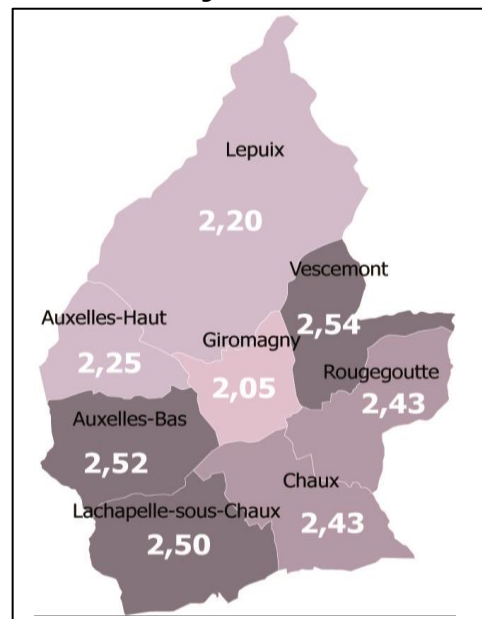 Lepuix
2,20
Vescemont
2,54
Auxelles-Haut
2,25
Giromagny
2,05
Rougegoutte
2,43
Auxelles-Bas
2,52
Chaux
2,43
Lachapelle-sous-Chaux
2,50